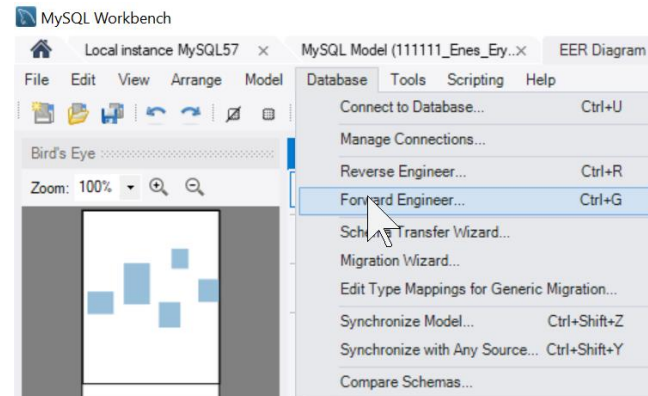 MySQL Workbench
Local instance MySQL57 × MySQL Model (111111_Enes_Ery..× EER Diagram
File Edit View Arrange Model Database Tools Scripting Help
Connect to Database... Ctrl+U
Manage Connections...
Bird's Eye
Reverse Engineer... Ctrl+R
Zoom: 100%
Forward Engineer... Ctrl+G
Schema Transfer Wizard...
Migration Wizard...
Edit Type Mappings for Generic Migration...
Synchronize Model... Ctrl+Shift+Z
Synchronize with Any Source... Ctrl+Shift+Y
Compare Schemas...